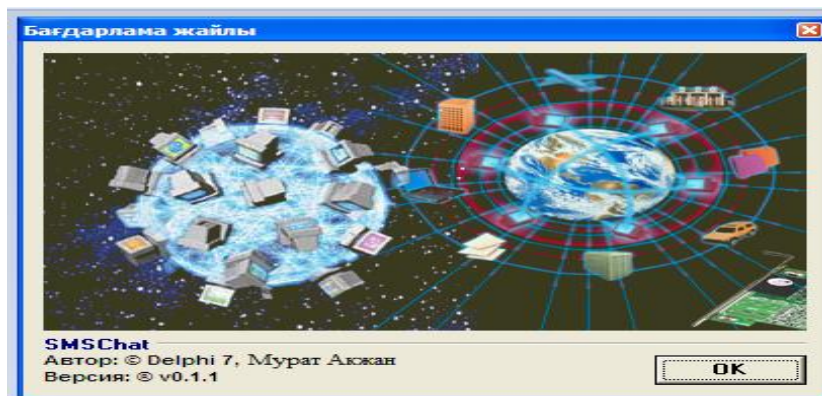 Бағдарлама жайлы
SMSChat
Автор: © Delphi 7, Мурат Акжан
Версия: ® v0.1.1
OK